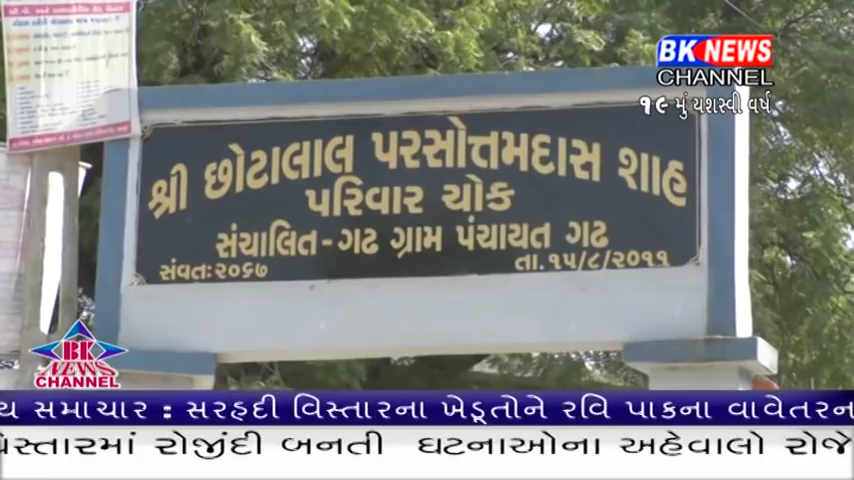 BK NEWS
CHANNEL
૧૯ મું યશસ્વી વર્ષ
શ્રી છોટાલાલ પરસોત્તમદાસ શાહ
પરિવાર ચોક
સંચાલિત - ગઢ ગ્રામ પંચાયત ગઢ
સંવત:૨૦૬૭ તા.૧૫/૮/૨૦૧૧
BK
NEWS
CHANNEL
સમાચાર : સરહદી વિસ્તારના ખેડૂતોને રવિ પાકના વાવેતરન
વિસ્તારમાં રોજીંદી બનતી ઘટનાઓના અહેવાલો રોજે